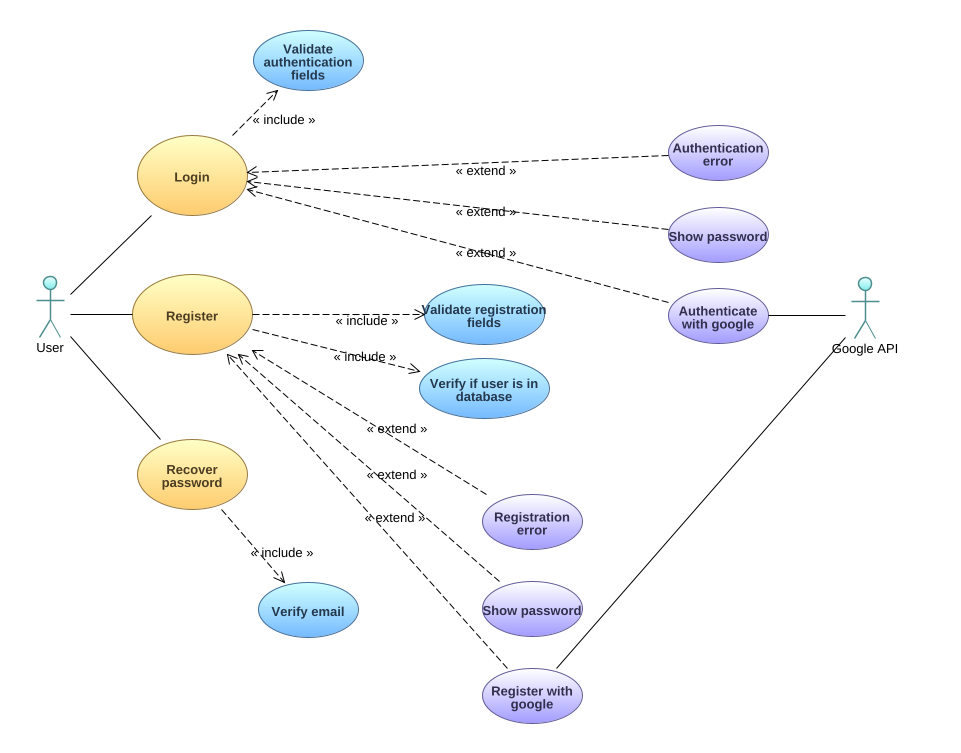 Validate
authentication
fields
« include »
Login
Authentication
error
« extend »
« extend »
Show password
« extend »
Authenticate
with google
User
Register
Validate registration
fields
« include »
Google API
« include »
Verify if user is in
database
« extend »
Recover
password
« extend »
Registration
error
« extend »
« include »
Verify email
Show password
Register with
google